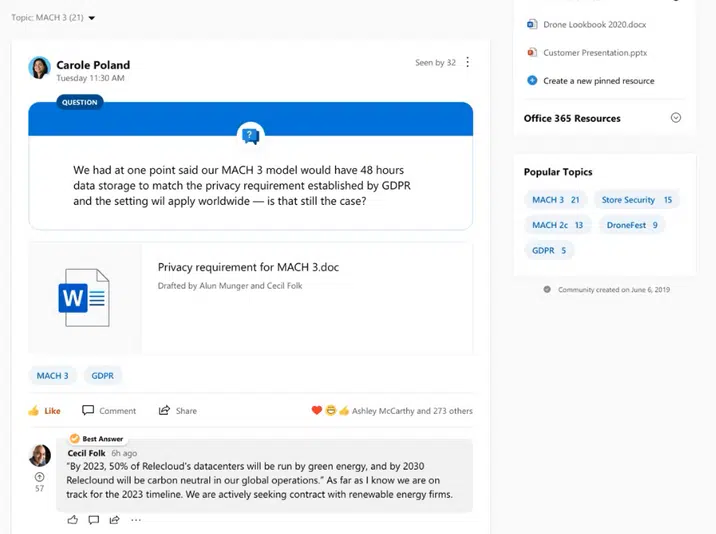 Topic: MACH 3 (21)
Carole Poland
Tuesday 11:30 AM
Seen by 32
QUESTION
?
We had at one point said our MACH 3 model would have 48 hours
data storage to match the privacy requirement established by GDPR
and the setting wil apply worldwide — is that still the case?
W
Privacy requirement for MACH 3.doc
Drafted by Alun Munger and Cecil Folk
MACH 3 GDPR
Like Comment Share Ashley McCarthy and 273 others
Best Answer
Cecil Folk 6h ago
"By 2023, 50% of Relecloud's datacenters will be run by green energy, and by 2030
Releclound will be carbon neutral in our global operations." As far as I know we are on
track for the 2023 timeline. We are actively seeking contract with renewable energy firms.
57
Drone Lookbook 2020.docx
Customer Presentation.pptx
Create a new pinned resource
Office 365 Resources
Popular Topics
MACH 3 21 Store Security 15
MACH 2c 13 DroneFest 9
GDPR 5
Community created on June 6, 2019